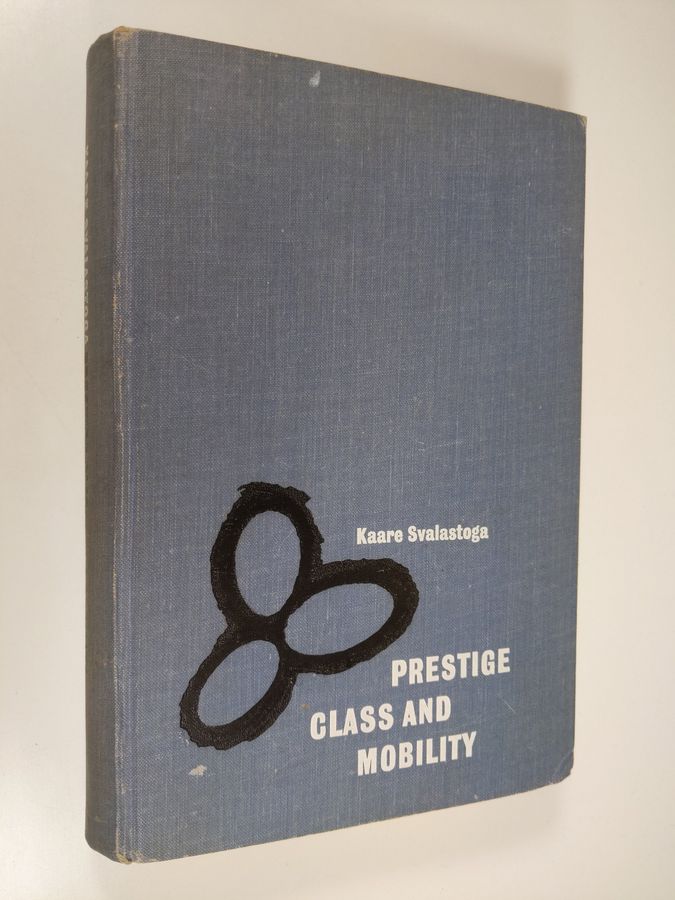 Kaare Svalastoga
PRESTIGE
CLASS AND
MOBILITY